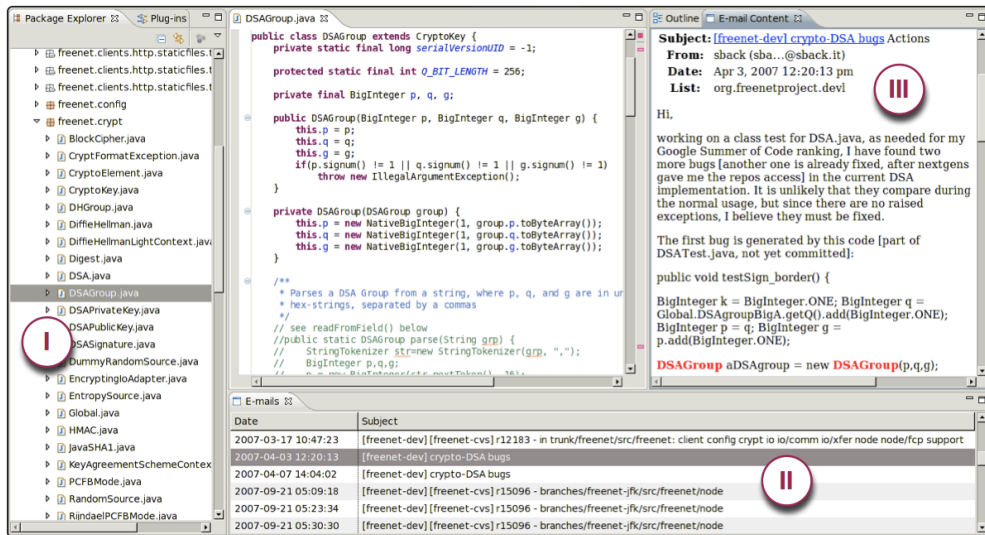 Package Explorer
Plug-ins
freenet.clients.http.staticfiles.t
freenet.clients.http.staticfiles.t
freenet.clients.http.staticfiles.t
freenet.config
freenet.crypt
BlockCipher.java
CryptFormatException.java
CryptoElement.java
CryptoKey.java
DHGroup.java
DiffieHellman.java
DiffieHellmanLightContext.java
Digest.java
DSA.java
DSAGroup.java
DSAPrivateKey.java
DSAPublicKey.java
DSASignature.java
DummyRandomSource.java
EncryptingIoAdapter.java
EntropySource.java
Global.java
HMAC.java
JavaSHA1.java
KeyAgreementSchemeContex
PCFBMode.java
RandomSource.java
RijndaelPCFBMode.java
I
DSAGroup.java
public class DSAGroup extends CryptoKey {
private static final long serialVersionUID = -1;
protected static final int Q_BIT_LENGTH = 256;
private final BigInteger p, q, g;
public DSAGroup(BigInteger p, BigInteger q, BigInteger g) {
this.p = p;
this.q = q;
this.g = g;
if(p.signum() != 1 || q.signum() != 1 || g.signum() != 1)
throw new IllegalArgumentException();
}
private DSAGroup(DSAGroup group) {
this.p = new NativeBigInteger(1, group.p.toByteArray());
this.q = new NativeBigInteger(1, group.q.toByteArray());
this.g = new NativeBigInteger(1, group.g.toByteArray());
}
/**
* Parses a DSA Group from a string, where p, q, and g are in un
* hex-strings, separated by a commas
*/
// see readFromField() below
//public static DSAGroup parse(String grp) {
// StringTokenizer str=new StringTokenizer(grp, ",");
// BigInteger p,q,g;
// p = new BigInteger(str.nextToken(), 16);
Outline
E-mail Content
Subject: [freenet-dev] crypto-DSA bugs Actions
From: sback (sba...@sback.it)
Date: Apr 3, 2007 12:20:13 pm
List: org.freenetproject.devl
III
Hi,
working on a class test for DSA.java, as needed for my
Google Summer of Code ranking, I have found two
more bugs [another one is already fixed, after nextgens
gave me the repos access] in the current DSA
implementation. It is unlikely that they compare during
the normal usage, but since there are no raised
exceptions, I believe they must be fixed.
The first bug is generated by this code [part of
DSATest.java, not yet committed]:
public void testSign_border() {
BigInteger k = BigInteger.ONE; BigInteger q =
Global.DSAgroupBigA.getQ().add(BigInteger.ONE);
BigInteger p = q; BigInteger g =
p.add(BigInteger.ONE);
DSAGroup aDSAgroup = new DSAGroup(p,q,g);
E-mails
Date Subject
2007-03-17 10:47:23 [freenet-dev] [freenet-cvs] r12183 - in trunk/freenet/src/freenet: client config crypt io io/comm io/xfer node node/fcp support
2007-04-03 12:20:13 [freenet-dev] crypto-DSA bugs
2007-04-07 14:04:02 [freenet-dev] crypto-DSA bugs
2007-09-21 05:09:18 [freenet-dev] [freenet-cvs] r15096 - branches/freenet-jfk/src/freenet/node
2007-09-21 05:23:34 [freenet-dev] [freenet-cvs] r15096 - branches/freenet-jfk/src/freenet/node
2007-09-21 05:30:30 [freenet-dev] [freenet-cvs] r15096 - branches/freenet-jfk/src/freenet/node
II